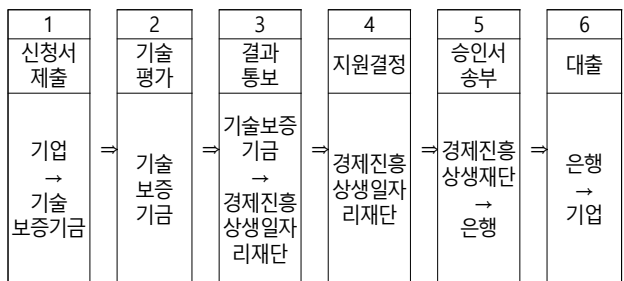 1
신청서
제출
기업
→
기술
보증기금
⇒
2
기술
평가
기술
보증
기금
⇒
3
결과
통보
기술보증
기금
→
경제진흥
상생일자
리재단
⇒
4
지원결정
경제진흥
상생일자
리재단
⇒
5
승인서
송부
경제진흥
상생재단
→
은행
⇒
6
대출
은행
→
기업